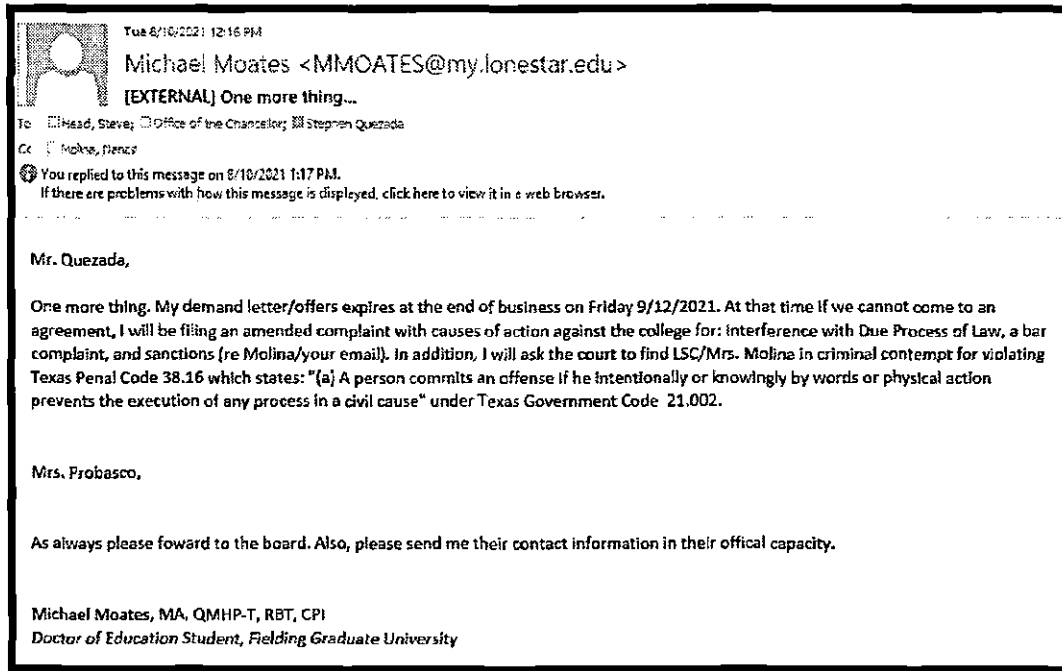 Tue 8/10/2021 12:16 PM
Michael Moates <MMOATES@my.lonestar.edu>
[EXTERNAL] One more thing...
To Head, Steve; Office of the Chancellor; Stephen Quezada
Cc Molina,
You replied to this message on 8/10/2021 1:17 PM.
If there are problems with how this message is displayed, click here to view it in a web browser.
Mr. Quezada,
One more thing. My demand letter/offers expires at the end of business on Friday 9/12/2021. At that time if we cannot come to an
agreement, I will be filing an amended complaint with causes of action against the college for: Interference with Due Process of Law, a bar
complaint, and sanctions (re Molina/your email). In addition, I will ask the court to find LSC/Mrs. Molina in criminal contempt for violating
Texas Penal Code 38.16 which states: "(a) A person commits an offense if he intentionally or knowingly by words or physical action
prevents the execution of any process in a civil cause" under Texas Government Code 21.002.
Mrs. Probasco,
As always please foward to the board. Also, please send me their contact information in their offical capacity.
Michael Moates, MA, QMHP-T, RBT, CPI
Doctor of Education Student, Fielding Graduate University